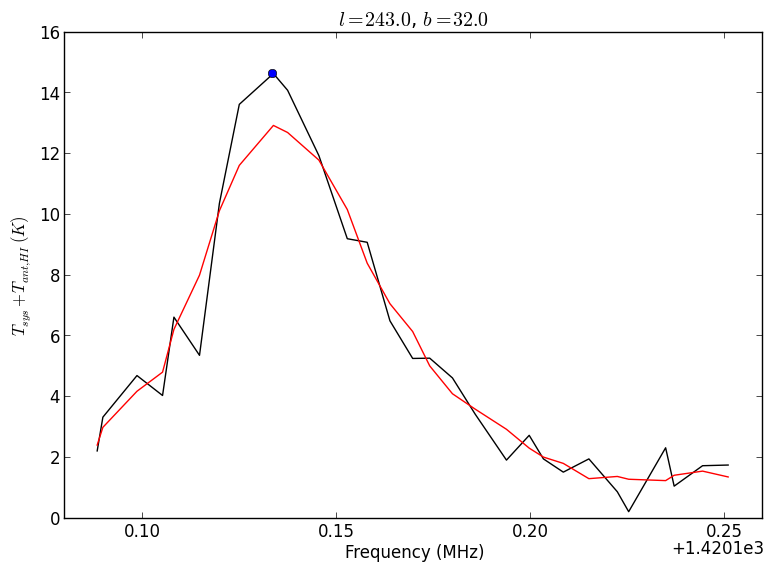 l = 243.0, b = 32.0
T_sys + T_ant,HI (K)
16
14
12
10
8
6
4
2
0
0.10 0.15 0.20 0.25
Frequency (MHz)
+1.4201e3